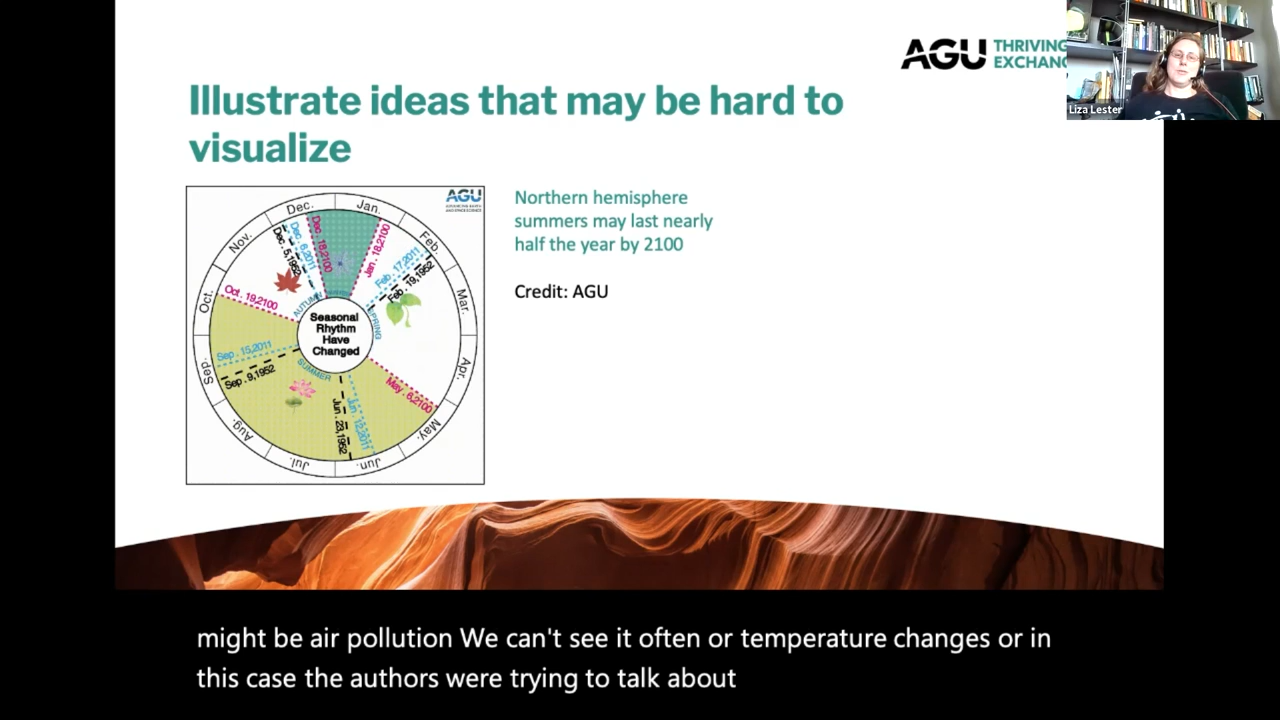 AGU THRIVING
EXCHANG
Liza Lester
Illustrate ideas that may be hard to
visualize
AGU
Dec.
Jan.
Feb.
Mar.
Apr.
May.
Jun.
Jul.
Aug.
Sep.
Oct.
Nov.
Dec. 5,1952
Dec. 6,2011
Dec. 18,2100
Jan. 18,2100
Feb. 17,2011
Feb. 19,1952
Oct. 19,2100
AUTUMN
SPRING
Seasonal
Rhythm
Have
Changed
Sep. 15,2011
Sep. 9,1952
SUMMER
May. 6,2100
Jun. 23,1952
Jun. 12,2011
Northern hemisphere
summers may last nearly
half the year by 2100
Credit: AGU
might be air pollution We can't see it often or temperature changes or in
this case the authors were trying to talk about